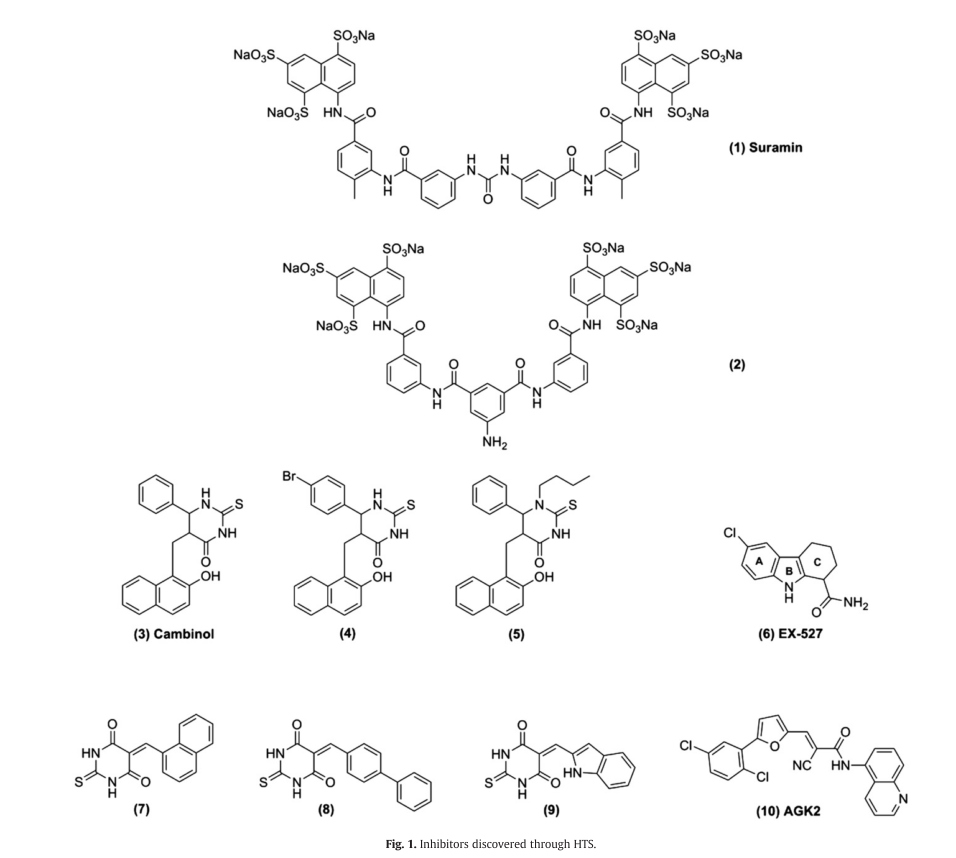 SO₃Na
NaO₃S
NaO₃S HN O
O H H O
N N
N H
O
N H
SO₃Na
SO₃Na
O NH SO₃Na
(1) Suramin
SO₃Na
NaO₃S
NaO₃S HN O
O O
N H
N H
NH₂
SO₃Na
SO₃Na
O NH SO₃Na
(2)
H
N S
NH
O
OH
(3) Cambinol
Br
H
N S
NH
O
OH
(4)
N S
NH
O
OH
(5)
Cl
A B C
N
H
O NH₂
(6) EX-527
O
HN
S N O
H
(7)
O
HN
S N O
H
(8)
O
HN
S N O HN
H
(9)
Cl
O
O
NC HN
Cl
N
(10) AGK2
Fig. 1. Inhibitors discovered through HTS.